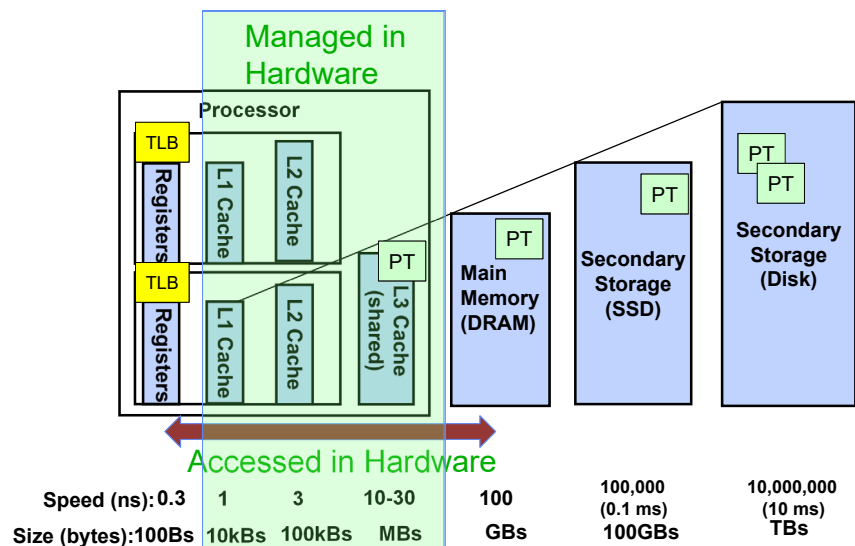 Managed in
Hardware
Processor
TLB
Registers
L1 Cache
L2 Cache
TLB
Registers
L1 Cache
L2 Cache
PT
L3 Cache
(shared)
PT
Main
Memory
(DRAM)
PT
Secondary
Storage
(SSD)
PT
PT
Secondary
Storage
(Disk)
Accessed in Hardware
Speed (ns): 0.3 1 3 10-30 100 100,000 (0.1 ms) 10,000,000 (10 ms)
Size (bytes): 100Bs 10kBs 100kBs MBs GBs 100GBs TBs